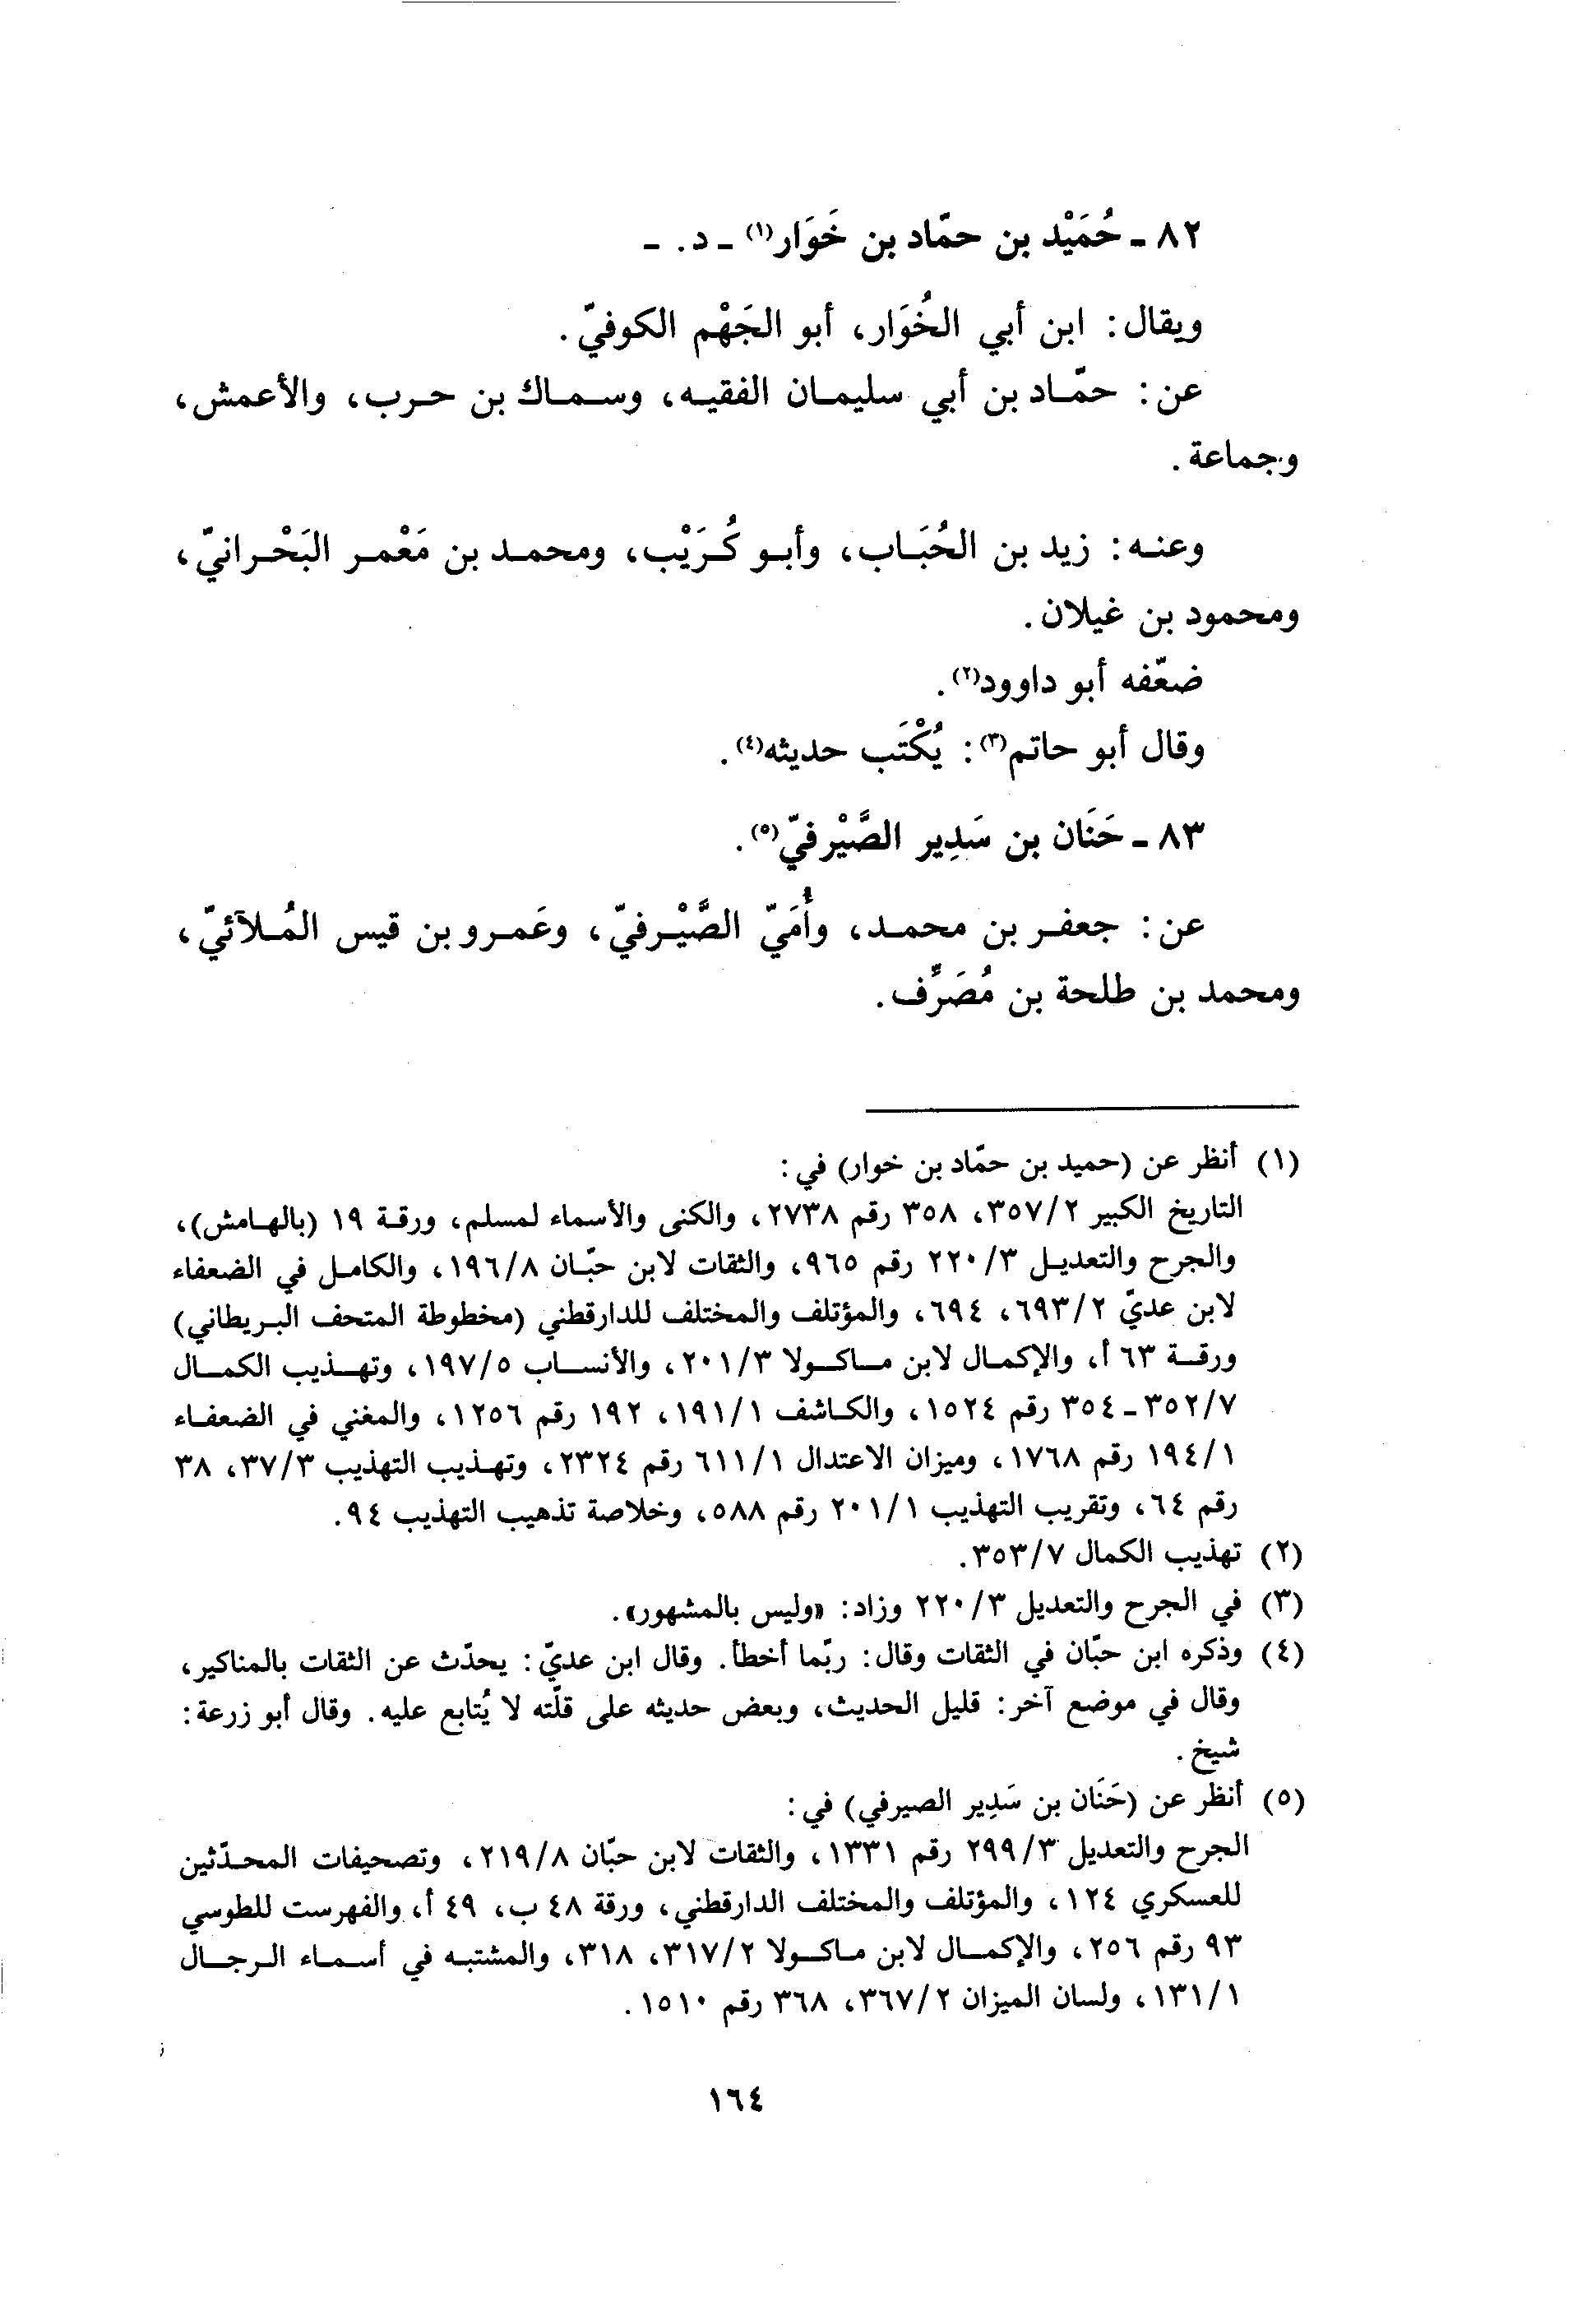 ٨٢ - حُمَيْد بن حمّاد بن خَوَار(١) - د. -
ويقال: ابن أبي الخُوَار، أبو الجَهْم الكوفيّ.
عن: حمّاد بن أبي سليمان الفقيه، وسماك بن حرب، والأعمش،
وجماعة.
وعنه: زيد بن الحُبَاب، وأبو كُرَيْب، ومحمد بن مَعْمر البَحْرانيّ،
ومحمود بن غيلان.
ضعّفه أبو داوود(٢).
وقال أبو حاتم(٣): يُكْتَب حديثه(٤).
٨٣ - حَنَان بن سَدِير الصَّيْرفيّ(٥).
عن: جعفر بن محمد، وأُمَيّ الصَّيْرفيّ، وعَمرو بن قيس المُلآئيّ،
ومحمد بن طلحة بن مُصَرِّف.
(١) أنظر عن (حميد بن حمّاد بن خوار) في:
التاريخ الكبير ٣٥٧/٢، ٣٥٨ رقم ٢٧٣٨، والكنى والأسماء لمسلم، ورقة ١٩ (بالهامش)،
والجرح والتعديل ٢٢٠/٣ رقم ٩٦٥، والثقات لابن حبّان ١٩٦/٨، والكامل في الضعفاء
لابن عديّ ٦٩٣/٢، ٦٩٤، والمؤتلف والمختلف للدارقطني (مخطوطة المتحف البريطاني)
ورقة ٦٣ أ، والإكمال لابن ماكولا ٢٠١/٣، والأنساب ١٩٧/٥، وتهذيب الكمال
٣٥٢/٧ - ٣٥٤ رقم ١٥٢٤، والكاشف ١٩١/١، ١٩٢ رقم ١٢٥٦، والمغني في الضعفاء
١٩٤/١ رقم ١٧٦٨، وميزان الاعتدال ٦١١/١ رقم ٢٣٢٤، وتهذيب التهذيب ٣٧/٣، ٣٨
رقم ٦٤، وتقريب التهذيب ٢٠١/١ رقم ٥٨٨، وخلاصة تذهيب التهذيب ٩٤.
(٢) تهذيب الكمال ٣٥٣/٧.
(٣) في الجرح والتعديل ٢٢٠/٣ وزاد: «وليس بالمشهور».
(٤) وذكره ابن حبّان في الثقات وقال: ربّما أخطأ. وقال ابن عديّ: يحدّث عن الثقات بالمناكير،
وقال في موضع آخر: قليل الحديث، وبعض حديثه على قلّته لا يُتابع عليه. وقال أبو زرعة:
شيخ.
(٥) أنظر عن (حَنَان بن سَدِير الصيرفي) في:
الجرح والتعديل ٢٩٩/٣ رقم ١٣٣١، والثقات لابن حبّان ٢١٩/٨، وتصحيفات المحدّثين
للعسكري ١٢٤، والمؤتلف والمختلف الدارقطني، ورقة ٤٨ ب، ٤٩ أ، والفهرست للطوسي
٩٣ رقم ٢٥٦، والإكمال لابن ماكولا ٣١٧/٢، ٣١٨، والمشتبه في أسماء الرجال
١٣١/١، ولسان الميزان ٣٦٧/٢، ٣٦٨ رقم ١٥١٠.
١٦٤